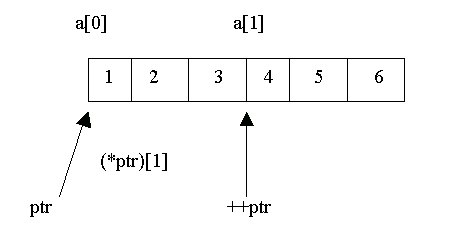 a[0] a[1]
1 2 3 4 5 6
(*ptr)[1]
ptr ++ptr